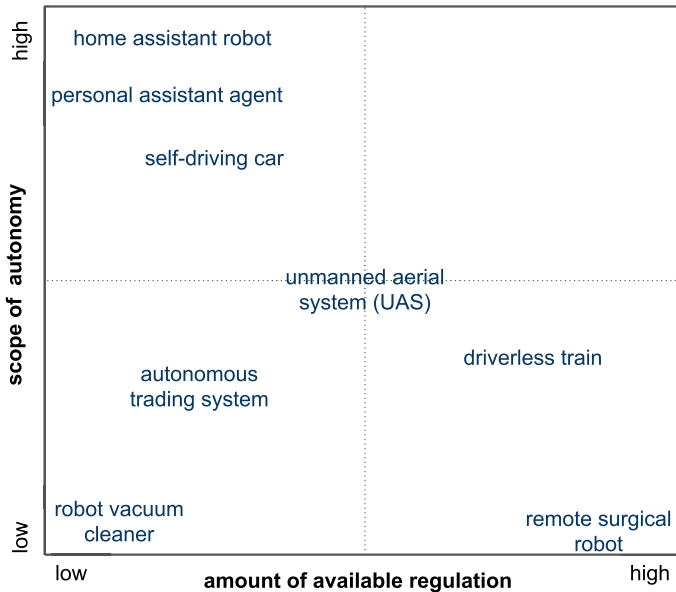 high
home assistant robot
personal assistant agent
self-driving car
scope of autonomy
unmanned aerial
system (UAS)
driverless train
autonomous
trading system
robot vacuum
cleaner
remote surgical
robot
low
low
amount of available regulation
high